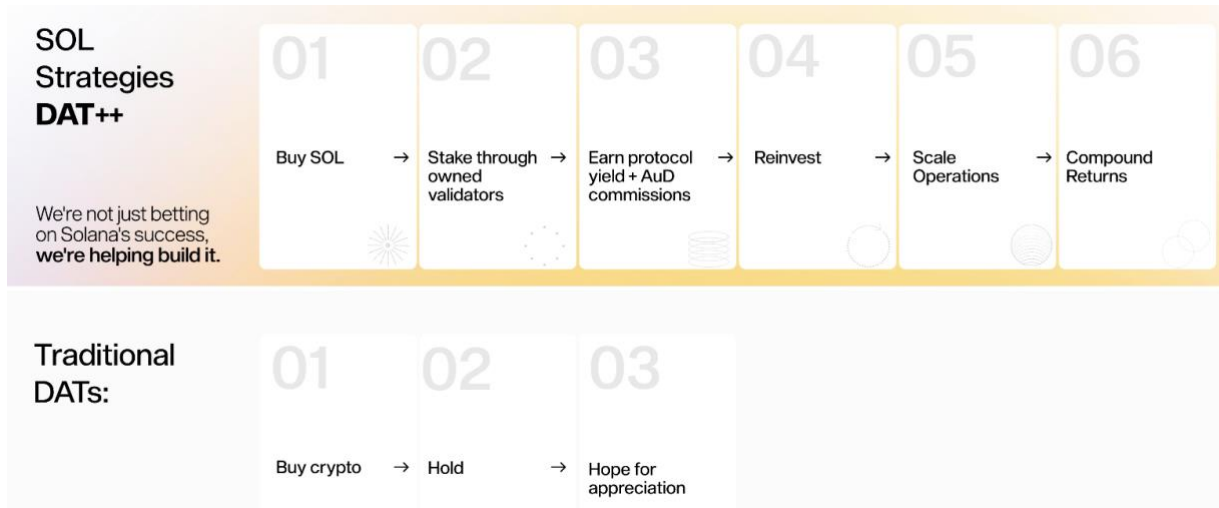 SOL
Strategies
DAT++
We're not just betting
on Solana's success,
we're helping build it.
01
Buy SOL →
02
Stake through →
owned
validators
03
Earn protocol →
yield + AuD
commissions
04
Reinvest →
05
Scale →
Operations
06
Compound
Returns
Traditional
DATs:
01
Buy crypto →
02
Hold →
03
Hope for
appreciation